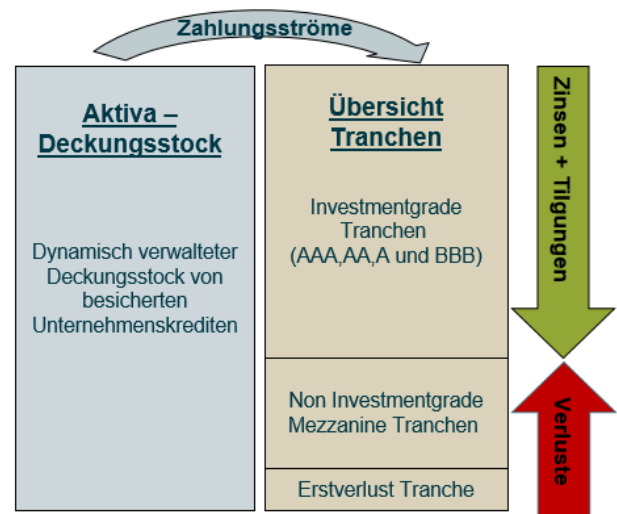 Zahlungsströme
Aktiva –
Deckungsstock
Dynamisch verwalteter
Deckungsstock von
besicherten
Unternehmenskrediten
Übersicht
Tranchen
Investmentgrade
Tranchen
(AAA,AA,A und BBB)
Non Investmentgrade
Mezzanine Tranchen
Erstverlust Tranche
Zinsen + Tilgungen
Verluste